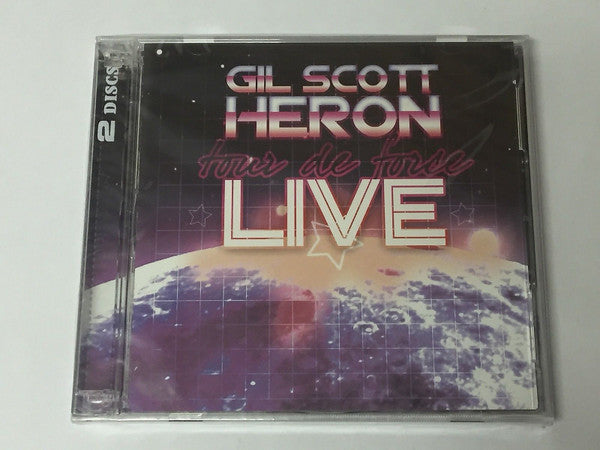 2 DISCS
GIL SCOTT
HERON
tour de force
LIVE